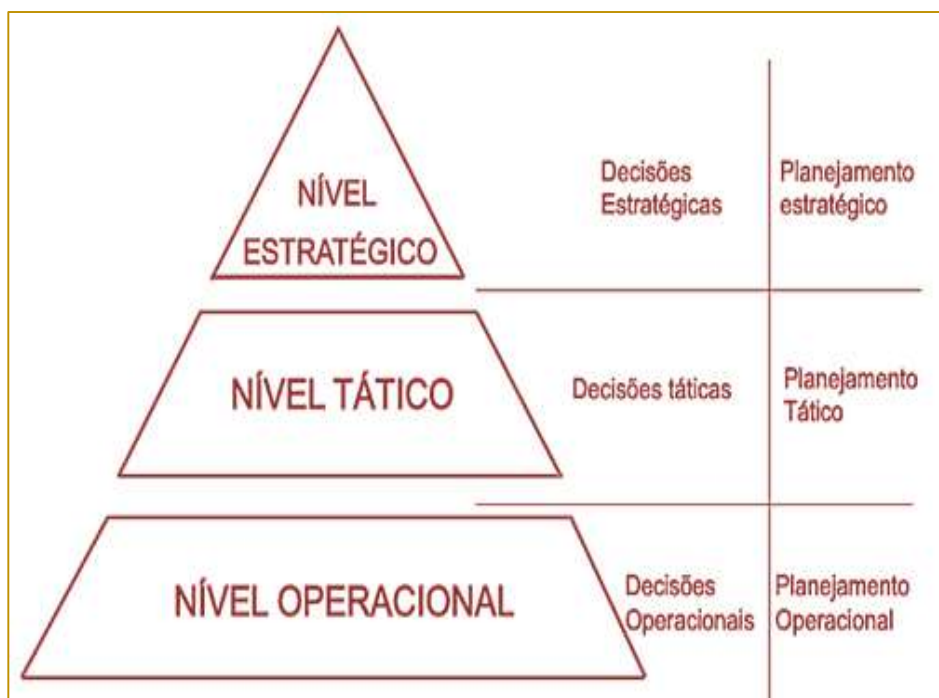 NÍVEL
ESTRATÉGICO
Decisões
Estratégicas
Planejamento
estratégico
NÍVEL TÁTICO
Decisões táticas
Planejamento
Tático
NÍVEL OPERACIONAL
Decisões
Operacionais
Planejamento
Operacional